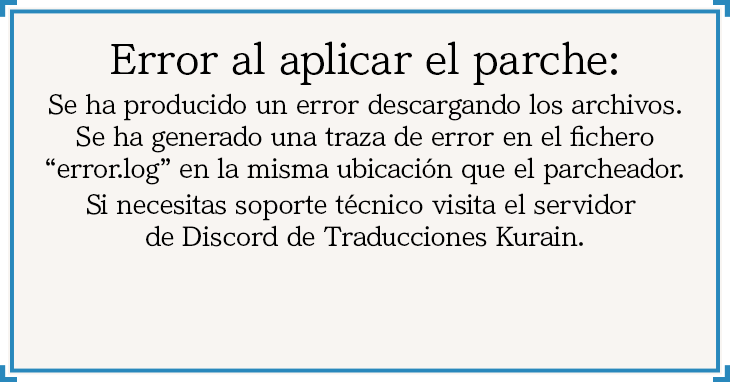 Error al aplicar el parche:
Se ha producido un error descargando los archivos.
Se ha generado una traza de error en el fichero
“error.log” en la misma ubicación que el parcheador.
Si necesitas soporte técnico visita el servidor
de Discord de Traducciones Kurain.